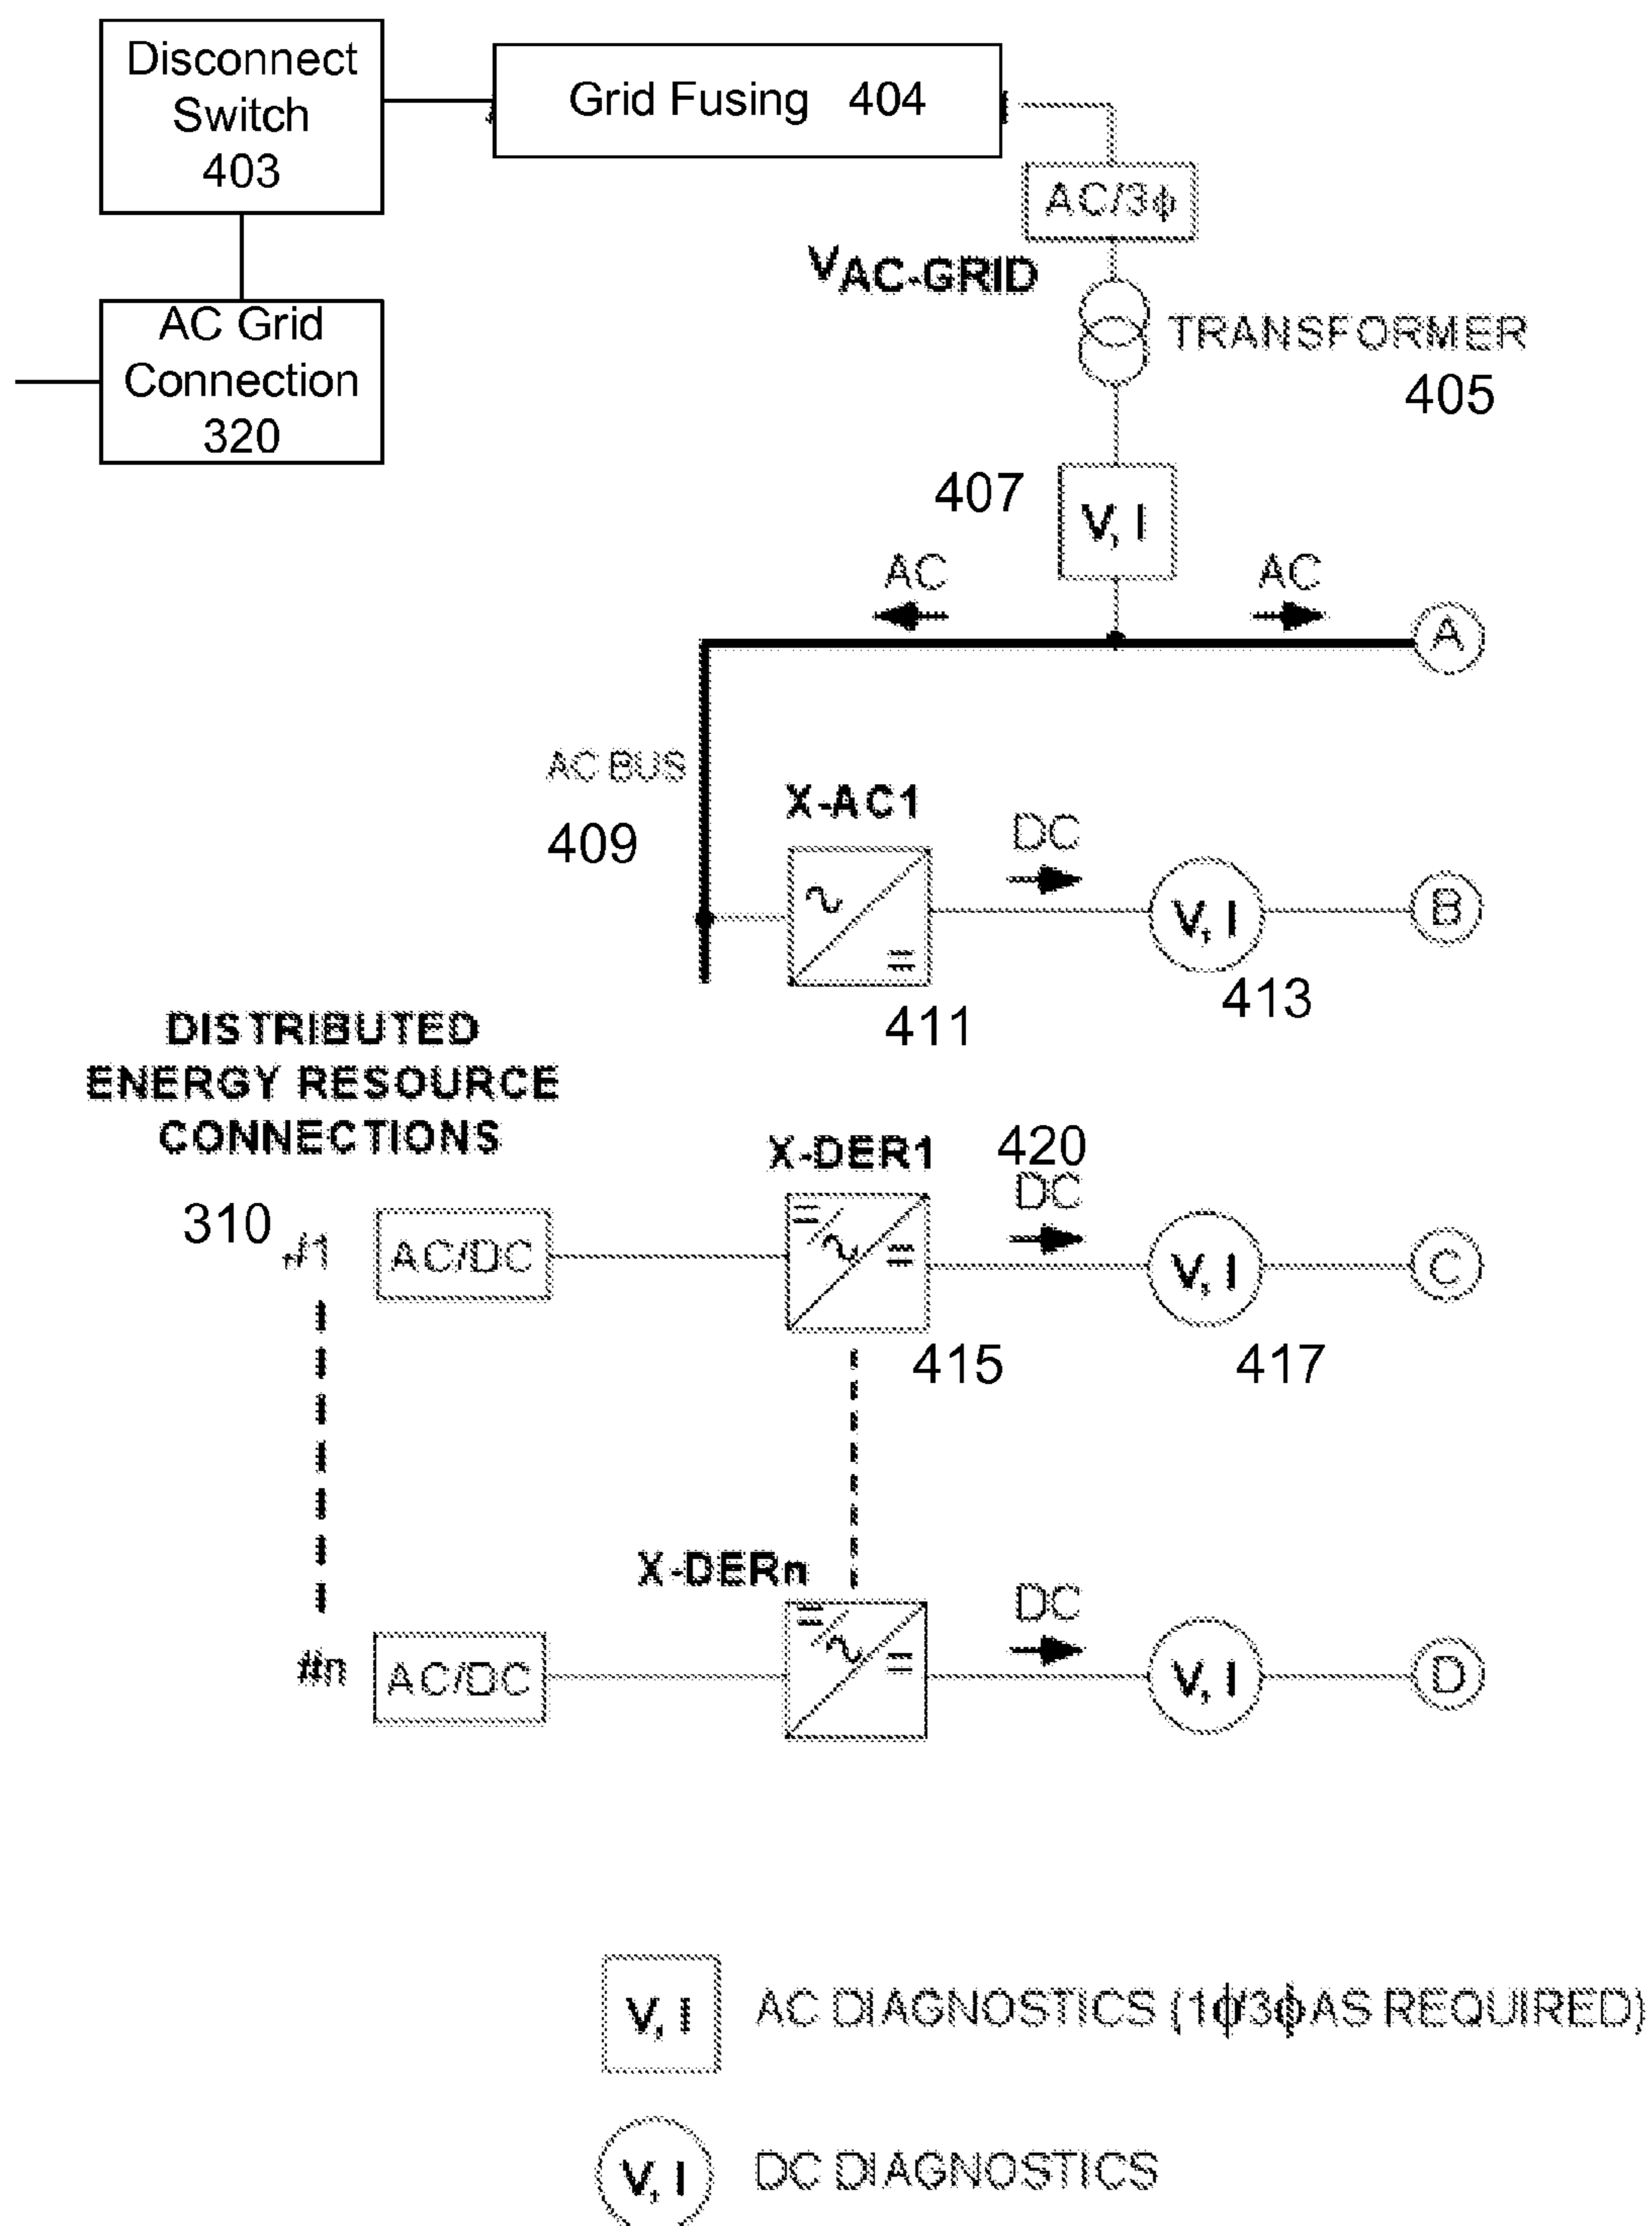 Disconnect
Switch
403
Grid Fusing 404
AC/3ϕ
VAC-GRID
AC Grid
Connection
320
TRANSFORMER
405
407
V, I
AC
AC
A
AC BUS
409
X-AC1
DC
V, I
B
411
413
DISTRIBUTED
ENERGY RESOURCE
CONNECTIONS
310
X-DER1
420
DC
AC/DC
V, I
C
415
417
X-DERn
DC
#n
AC/DC
V, I
D
V, I
AC DIAGNOSTICS (1ϕ/3ϕ AS REQUIRED)
V, I
DC DIAGNOSTICS